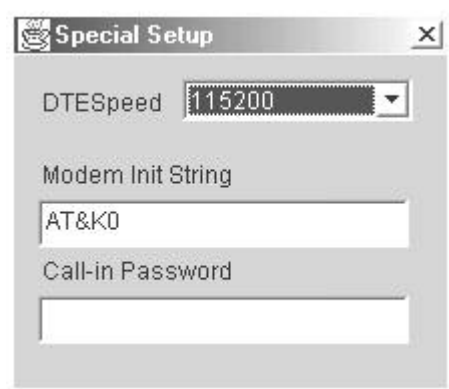 Special Setup
DTESpeed 115200
Modem Init String
AT&K0
Call-in Password